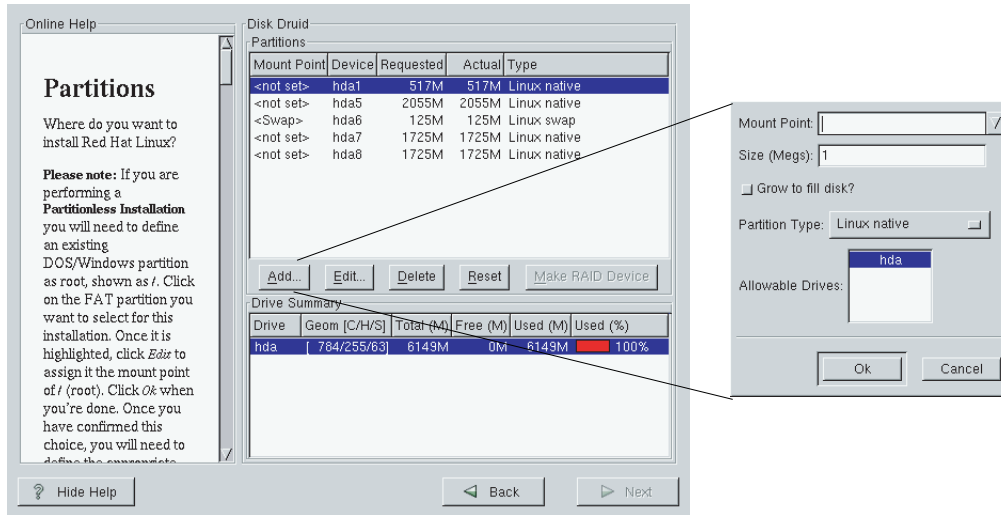 Online Help
Partitions
Where do you want to
install Red Hat Linux?
Please note: If you are
performing a
Partitionless Installation
you will need to define
an existing
DOS/Windows partition
as root, shown as /. Click
on the FAT partition you
want to select for this
installation. Once it is
highlighted, click Edit to
assign it the mount point
of / (root). Click Ok when
you're done. Once you
have confirmed this
choice, you will need to
define the appropriate
Disk Druid
Partitions
Mount Point Device Requested Actual Type
<not set> hda1 517M 517M Linux native
<not set> hda5 2055M 2055M Linux native
<Swap> hda6 125M 125M Linux swap
<not set> hda7 1725M 1725M Linux native
<not set> hda8 1725M 1725M Linux native
Add... Edit... Delete Reset Make RAID Device
Drive Summary
Drive Geom [C/H/S] Total (M) Free (M) Used (M) Used (%)
hda [ 784/255/63] 6149M 0M 6149M 100%
Hide Help Back Next
Mount Point:
Size (Megs): 1
Grow to fill disk?
Partition Type: Linux native
hda
Allowable Drives:
Ok Cancel